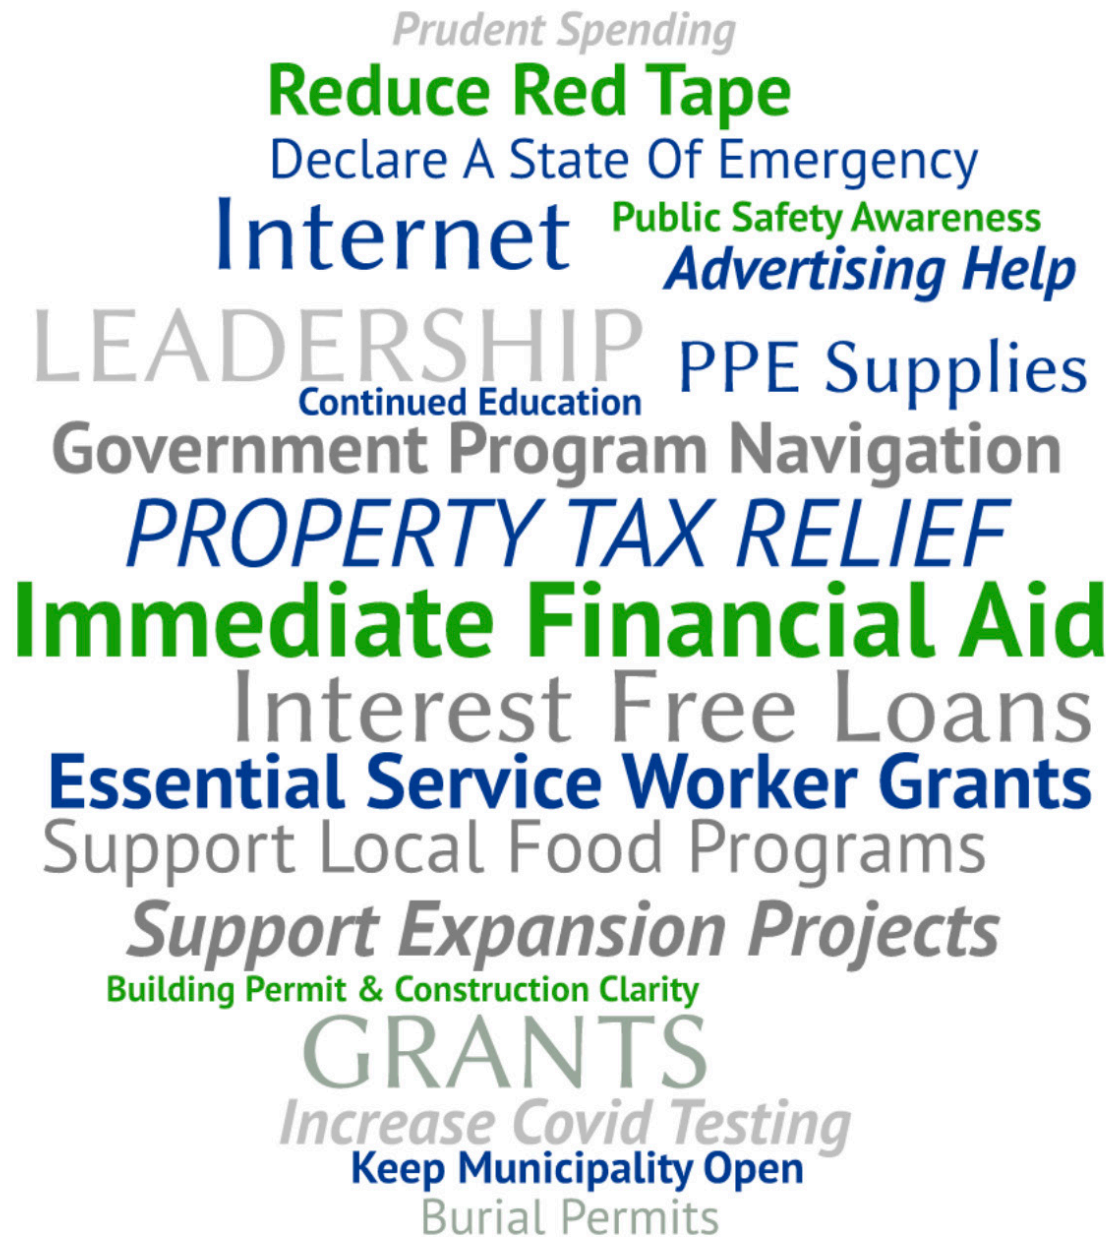 Prudent Spending
Reduce Red Tape
Declare A State Of Emergency
Internet
Public Safety Awareness
Advertising Help
LEADERSHIP
PPE Supplies
Continued Education
Government Program Navigation
PROPERTY TAX RELIEF
Immediate Financial Aid
Interest Free Loans
Essential Service Worker Grants
Support Local Food Programs
Support Expansion Projects
Building Permit & Construction Clarity
GRANTS
Increase Covid Testing
Keep Municipality Open
Burial Permits